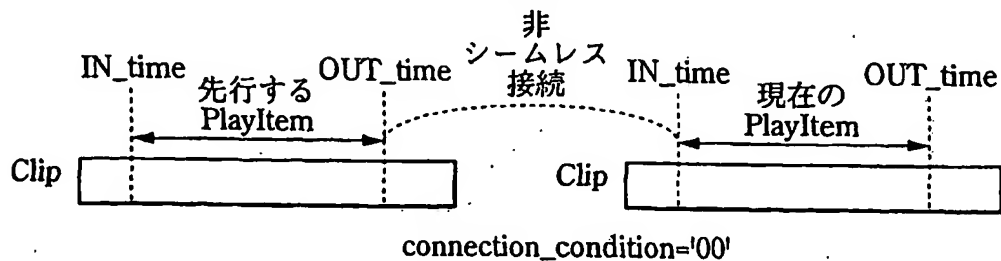 非
シームレス
接続
IN_time
OUT_time
IN_time
OUT_time
先行する
PlayItem
現在の
PlayItem
Clip
Clip
connection_condition='00'